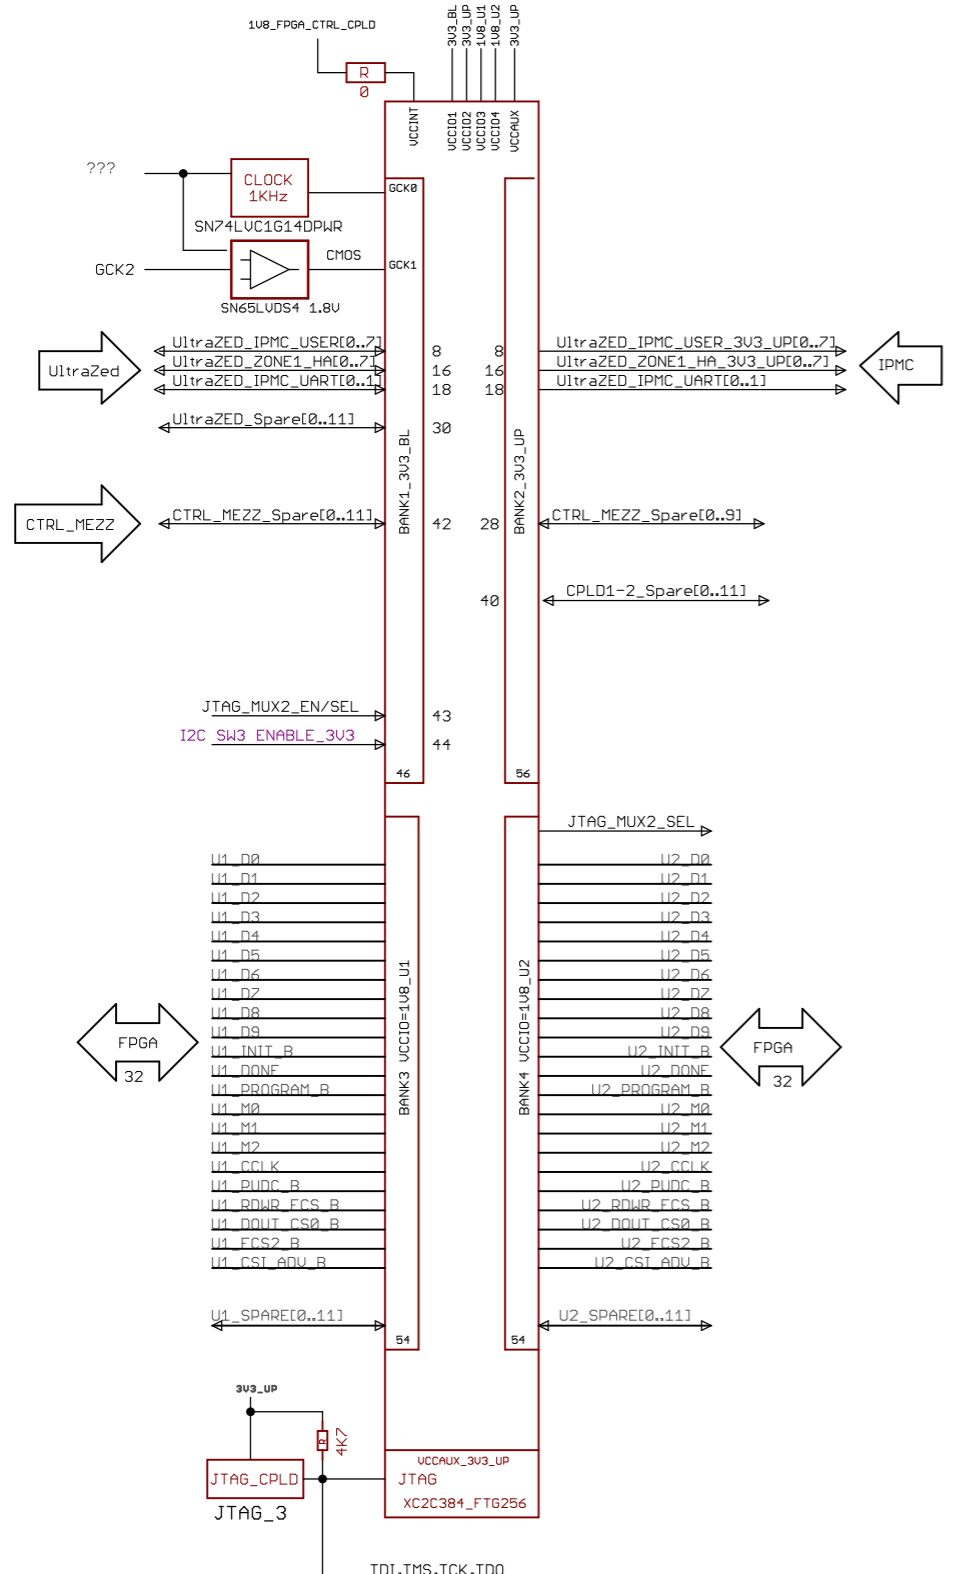 1V8_FPGA_CTRL_CPLD
3V3_BL
3V3_UP
1V8_U1
1V8_U2
3V3_UP
R
0
VCCINT
VCCIO1
VCCIO2
VCCIO3
VCCIO4
VCCAUX
???
CLOCK
1KHz
GCK0
SN74LVC1G14DPWR
CMOS
GCK2
GCK1
SN65LVDS4 1.8V
UltraZed
UltraZED_IPMC_USER[0..7]
8
8
UltraZED_IPMC_USER_3V3_UP[0..7]
UltraZED_ZONE1_HA[0..7]
16
16
UltraZED_ZONE1_HA_3V3_UP[0..7]
IPMC
UltraZED_IPMC_UART[0..1]
18
18
UltraZED_IPMC_UART[0..1]
UltraZED_Spare[0..11]
30
BANK1_3V3_BL
BANK2_3V3_UP
CTRL_MEZZ
CTRL_MEZZ_Spare[0..11]
42
28
CTRL_MEZZ_Spare[0..9]
40
CPLD1-2_Spare[0..11]
JTAG_MUX2_EN/SEL
43
I2C SW3 ENABLE_3V3
44
46
56
JTAG_MUX2_SEL
U1_D0
U2_D0
U1_D1
U2_D1
U1_D2
U2_D2
U1_D3
U2_D3
U1_D4
U2_D4
U1_D5
U2_D5
U1_D6
U2_D6
U1_D7
U2_D7
U1_D8
U2_D8
U1_D9
U2_D9
FPGA
32
FPGA
32
BANK3 VCCIO=1V8_U1
BANK4 VCCIO=1V8_U2
U1_INIT_B
U2_INIT_B
U1_DONE
U2_DONE
U1_PROGRAM_B
U2_PROGRAM_B
U1_M0
U2_M0
U1_M1
U2_M1
U1_M2
U2_M2
U1_CCLK
U2_CCLK
U1_PUDC_B
U2_PUDC_B
U1_RDWR_FCS_B
U2_RDWR_FCS_B
U1_DOUT_CS0_B
U2_DOUT_CS0_B
U1_FCS2_B
U2_FCS2_B
U1_CSI_ADV_B
U2_CSI_ADV_B
U1_SPARE[0..11]
U2_SPARE[0..11]
54
54
3V3_UP
R
4K7
VCCAUX_3V3_UP
JTAG_CPLD
JTAG
XC2C384_FTG256
JTAG_3
TDI,TMS,TCK,TDO